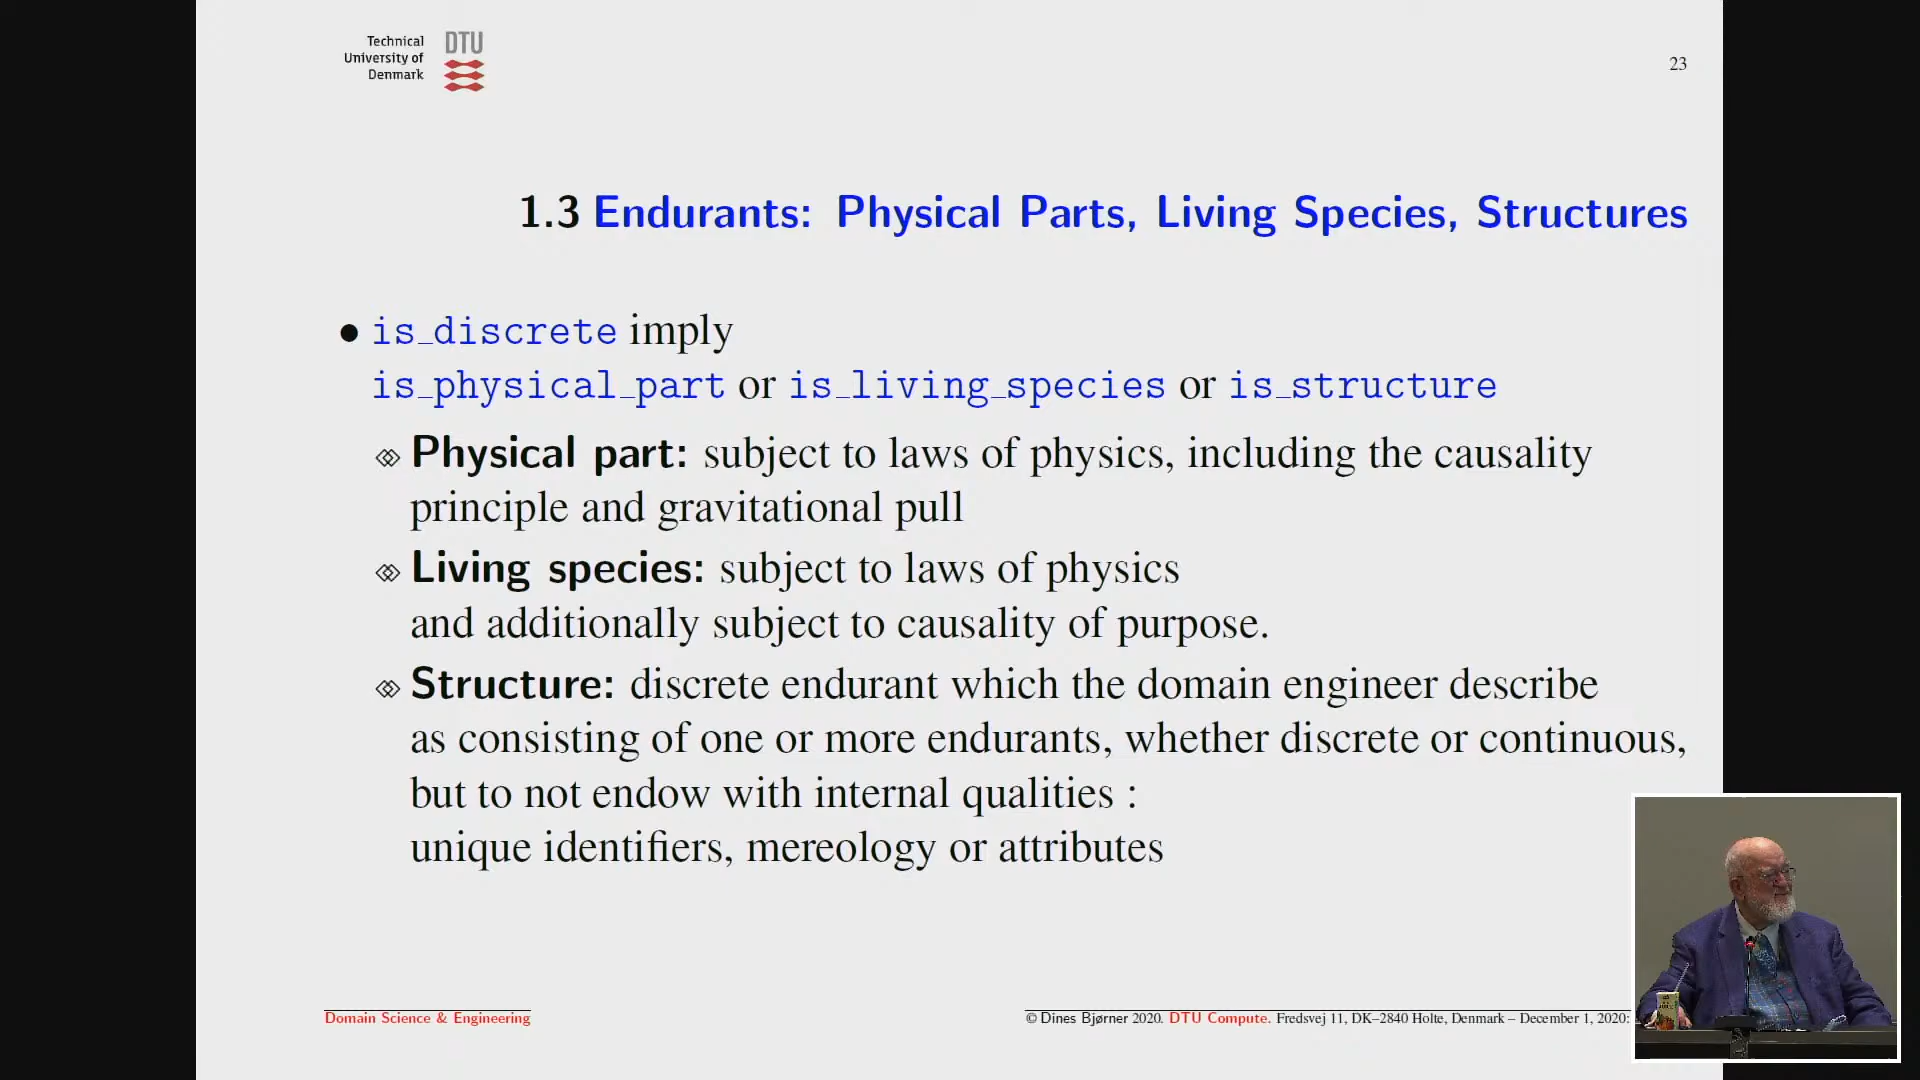 Technical
University of
Denmark
DTU
23
1.3 Endurants: Physical Parts, Living Species, Structures
• is_discrete imply
is_physical_part or is_living_species or is_structure
Physical part: subject to laws of physics, including the causality
principle and gravitational pull
Living species: subject to laws of physics
and additionally subject to causality of purpose.
Structure: discrete endurant which the domain engineer describe
as consisting of one or more endurants, whether discrete or continuous,
but to not endow with internal qualities :
unique identifiers, mereology or attributes
Domain Science & Engineering
© Dines Bjørner 2020. DTU Compute. Fredsvej 11, DK–2840 Holte, Denmark – December 1, 2020: